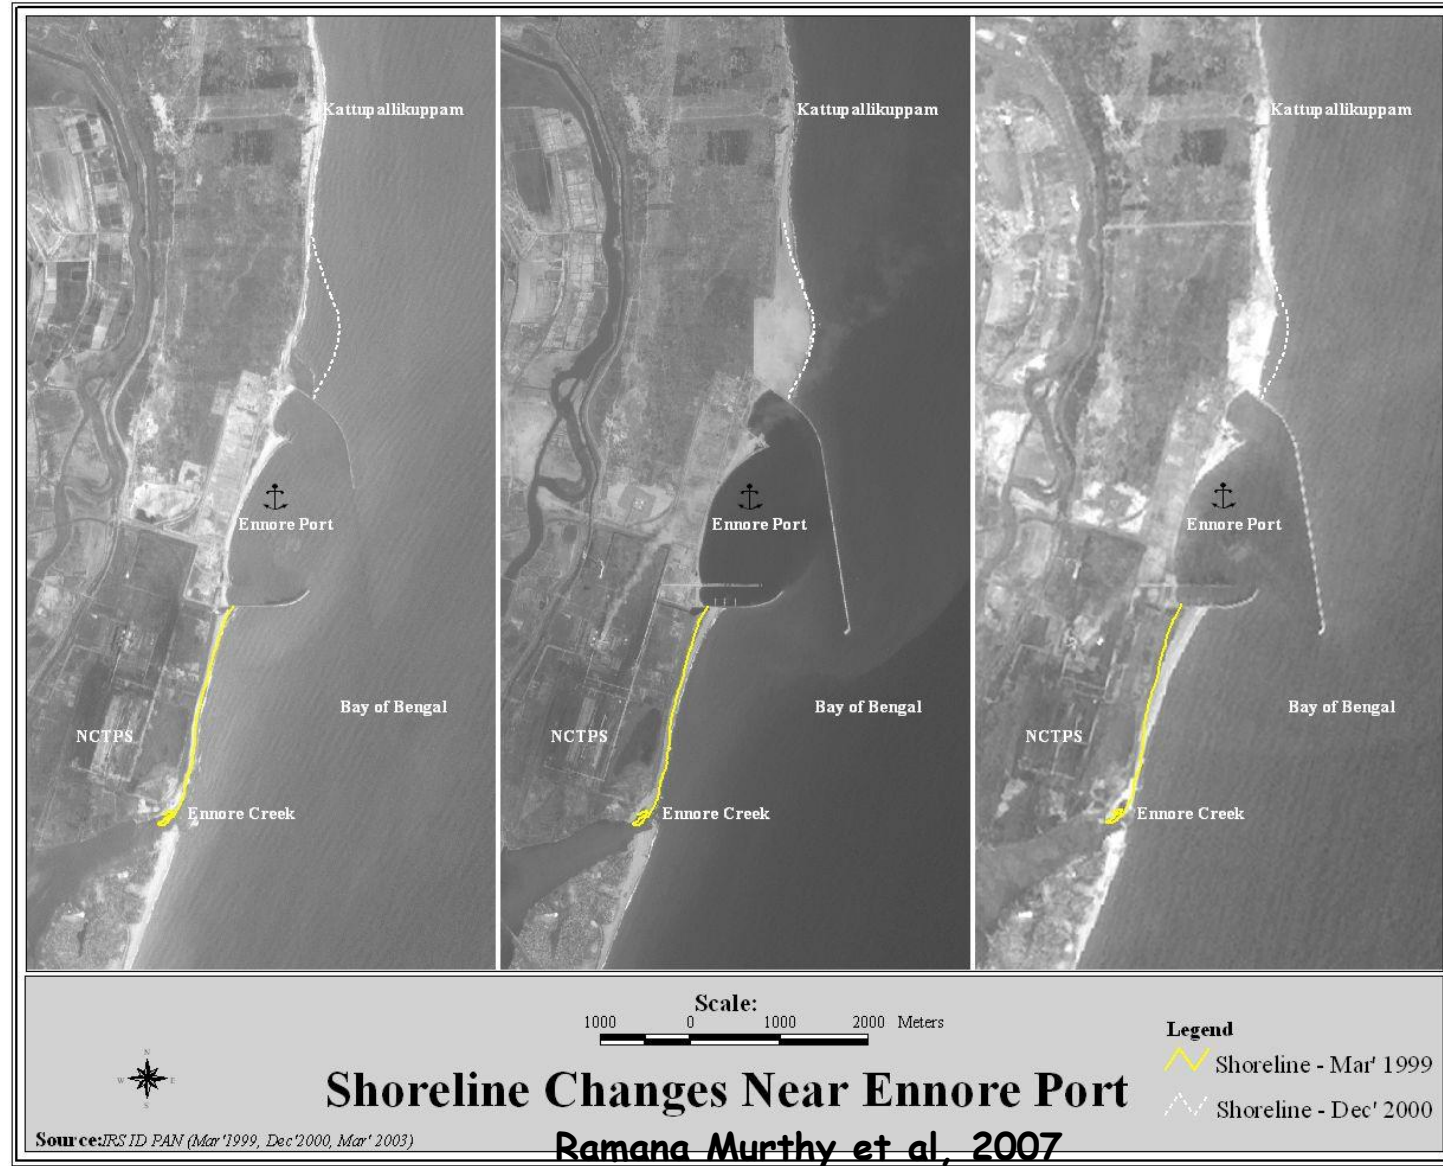 Kattupallikuppam
Ennore Port
Bay of Bengal
NCTPS
Ennore Creek
Kattupallikuppam
Ennore Port
Bay of Bengal
NCTPS
Ennore Creek
Kattupallikuppam
Ennore Port
Bay of Bengal
NCTPS
Ennore Creek
Scale:
1000 0 1000 2000 Meters
N
W E
S
Shoreline Changes Near Ennore Port
Legend
Shoreline - Mar' 1999
Shoreline - Dec' 2000
Source:IRS ID PAN (Mar'1999, Dec'2000, Mar' 2003)
Ramana Murthy et al, 2007